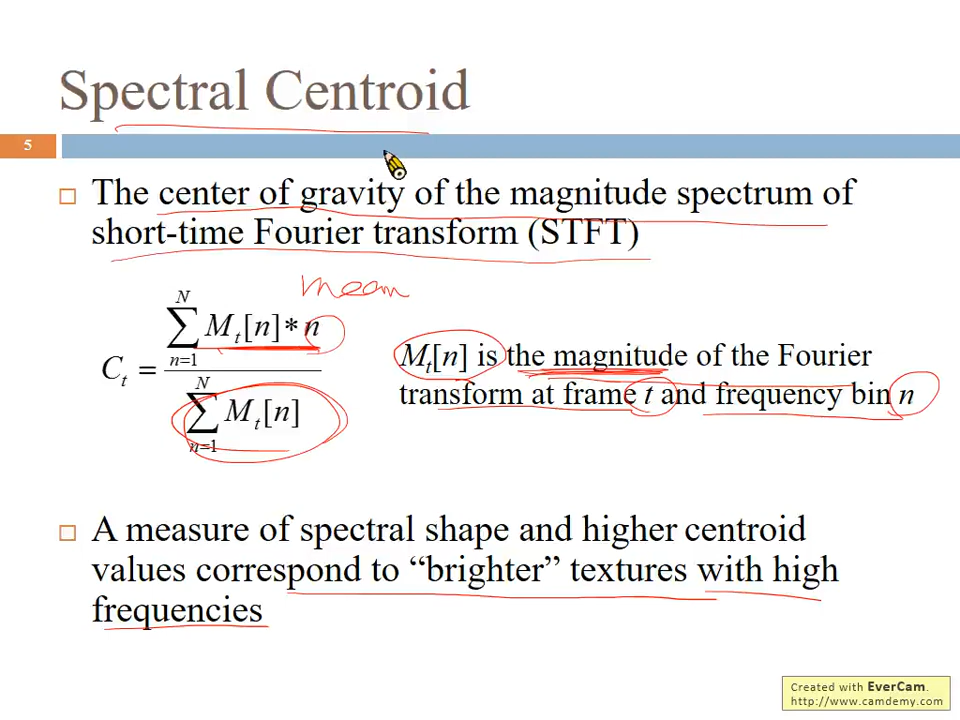 Spectral Centroid
5
The center of gravity of the magnitude spectrum of
short-time Fourier transform (STFT)
mean
C_t = \frac{\sum_{n=1}^{N} M_t[n] * n}{\sum_{n=1}^{N} M_t[n]}
M_t[n] is the magnitude of the Fourier
transform at frame t and frequency bin n
A measure of spectral shape and higher centroid
values correspond to “brighter” textures with high
frequencies
Created with EverCam.
http://www.camdemy.com